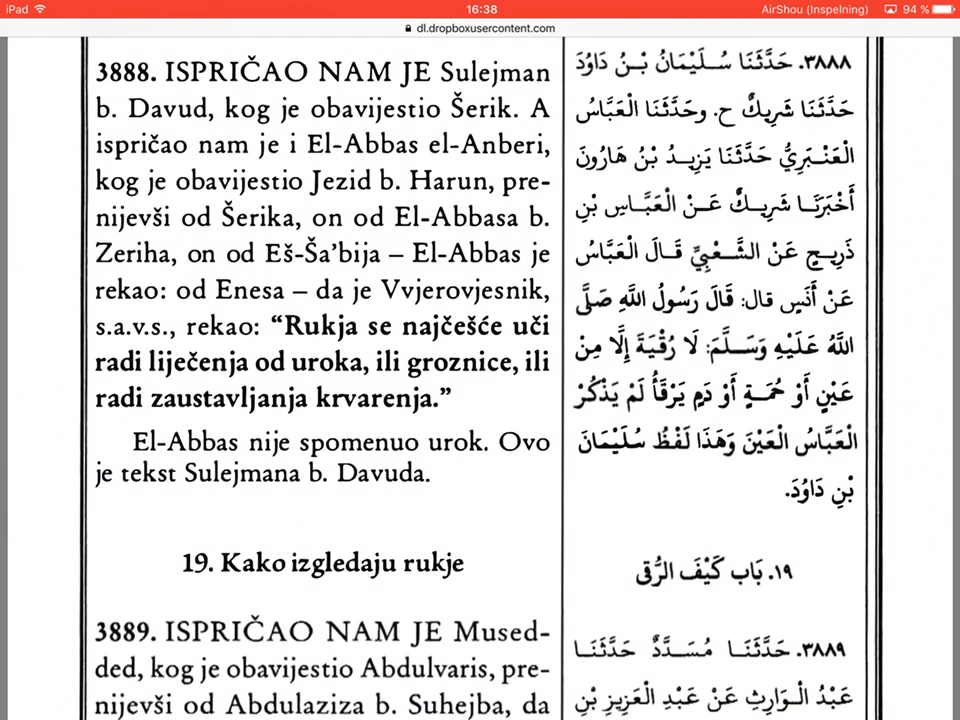 iPad
16:38
AirShou (Inspelning)
94 %
dl.dropboxusercontent.com
3888. ISPRIČAO NAM JE Sulejman
b. Davud, kog je obavijestio Šerik. A
ispričao nam je i El-Abbas el-Anberi,
kog je obavijestio Jezid b. Harun, pre-
nijevši od Šerika, on od El-Abbasa b.
Zeriha, on od Eš-Ša’bija – El-Abbas je
rekao: od Enesa – da je Vvjerovjesnik,
s.a.v.s., rekao: “Rukja se najčešće uči
radi liječenja od uroka, ili groznice, ili
radi zaustavljanja krvarenja.”
El-Abbas nije spomenuo urok. Ovo
je tekst Sulejmana b. Davuda.
19. Kako izgledaju rukje
3889. ISPRIČAO NAM JE Mused-
ded, kog je obavijestio Abdulvaris, pre-
nijevši od Abdulaziza b. Suhejba, da
٣٨٨٨. حَدَّثَنَا سُلَيْمَانُ بْنُ دَاوُدَ
حَدَّثَنَا شَرِيكٌ ح. وحَدَّثَنَا الْعَبَّاسُ
الْعَنْبَرِيُّ حَدَّثَنَا يَزِيدُ بْنُ هَارُونَ
أَخْبَرَنَا شَرِيكٌ عَنْ الْعَبَّاسِ بْنِ
ذَرِيحٍ عَنْ الشَّعْبِيِّ قَالَ الْعَبَّاسُ
عَنْ أَنَسٍ قال: قَالَ رَسُولُ اللَّهِ صَلَّى
اللَّهُ عَلَيْهِ وَسَلَّمَ: لَا رُقْيَةَ إِلَّا مِنْ
عَيْنٍ أَوْ حُمَةٍ أَوْ دَمٍ يَرْقَأُ لَمْ يَذْكُرْ
الْعَبَّاسُ الْعَيْنَ وَهَذَا لَفْظُ سُلَيْمَانَ
بْنِ دَاوُدَ.
١٩. بَاب كَيْفَ الرُّقَى
٣٨٨٩. حَدَّثَنَا مُسَدَّدٌ حَدَّثَنَا
عَبْدُ الْوَارِثِ عَنْ عَبْدِ الْعَزِيزِ بْنِ